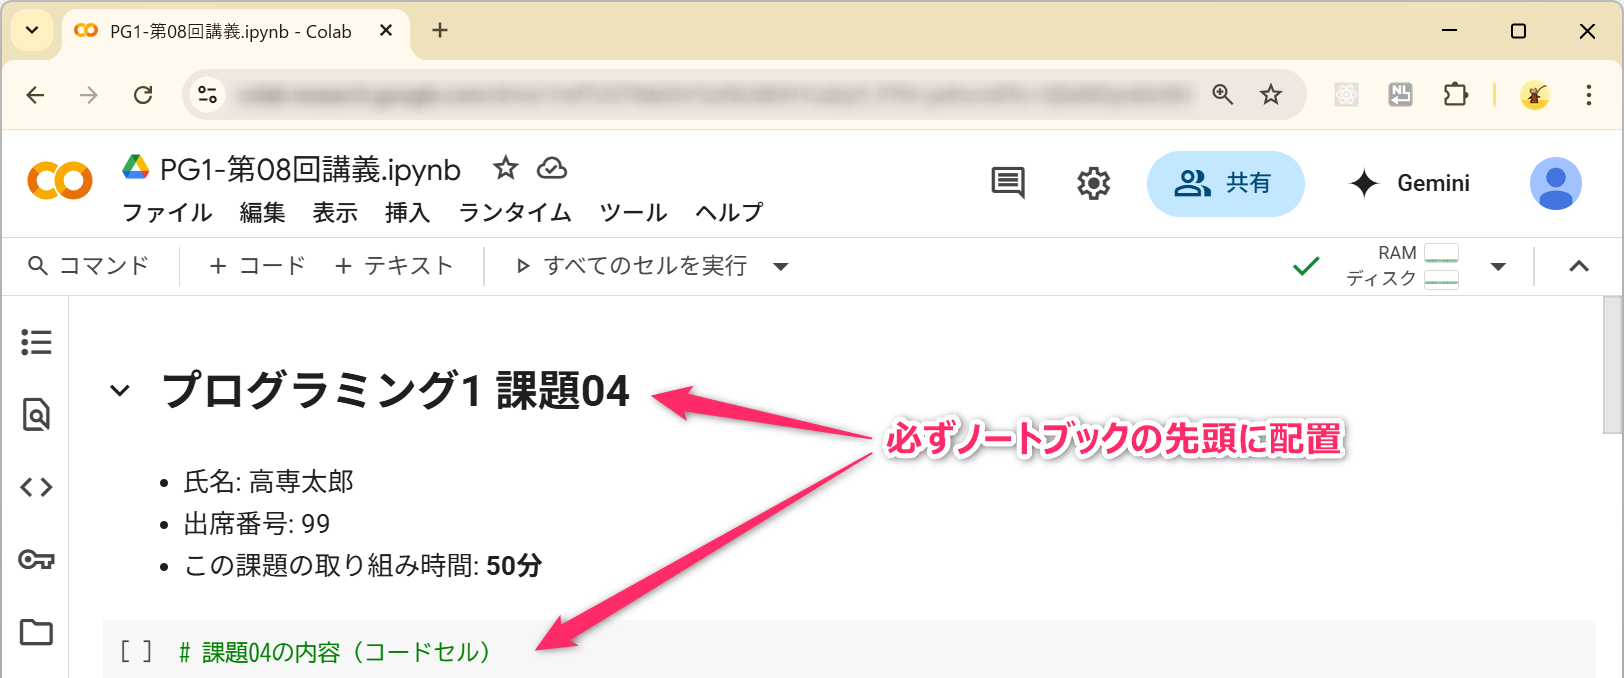 PG1-第08回講義.ipynb - Colab
NL
PG1-第08回講義.ipynb
共有
Gemini
ファイル 編集 表示 挿入 ランタイム ツール ヘルプ
コマンド + コード + テキスト すべてのセルを実行
RAM
ディスク
プログラミング1 課題04
必ずノートブックの先頭に配置
• 氏名: 高専太郎
• 出席番号: 99
• この課題の取り組み時間: 50分
[ ] # 課題04の内容（コードセル）